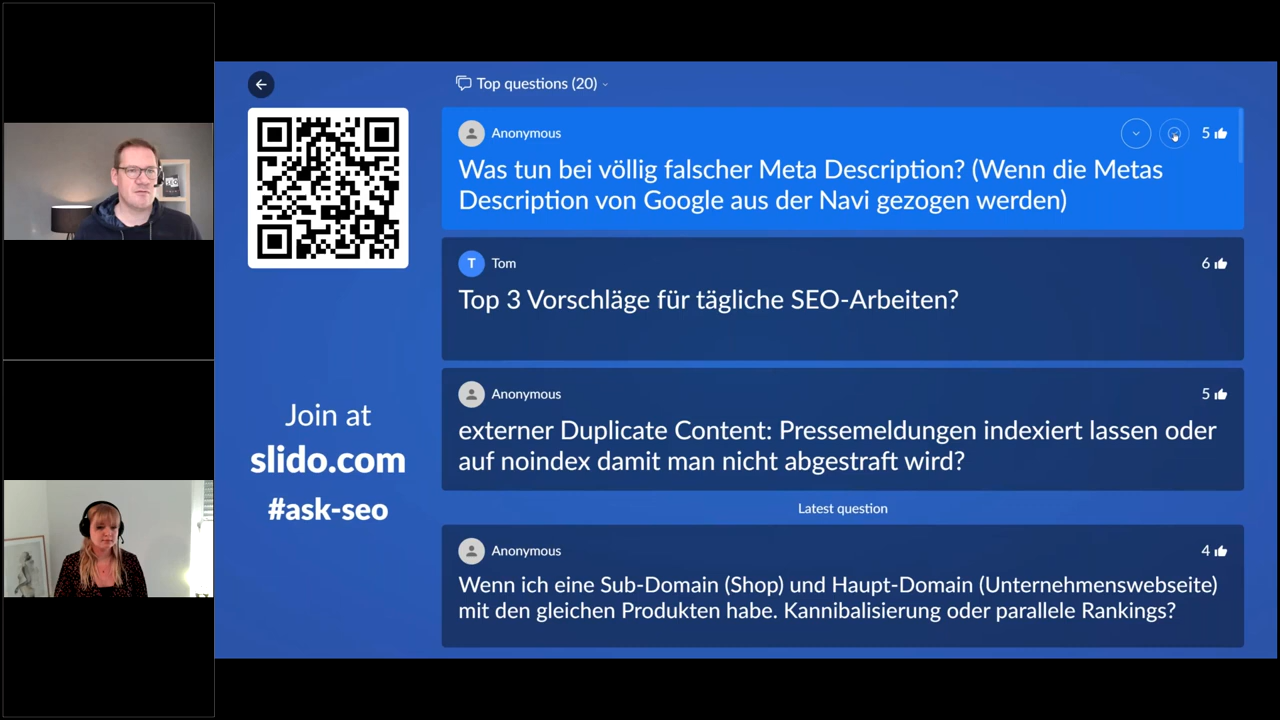 Top questions (20)
Anonymous
5
Was tun bei völlig falscher Meta Description? (Wenn die Metas
Description von Google aus der Navi gezogen werden)
T Tom
6
Top 3 Vorschläge für tägliche SEO-Arbeiten?
Anonymous
5
externer Duplicate Content: Pressemeldungen indexiert lassen oder
auf noindex damit man nicht abgestraft wird?
Latest question
Anonymous
4
Wenn ich eine Sub-Domain (Shop) und Haupt-Domain (Unternehmenswebseite)
mit den gleichen Produkten habe. Kannibalisierung oder parallele Rankings?
Join at
slido.com
#ask-seo